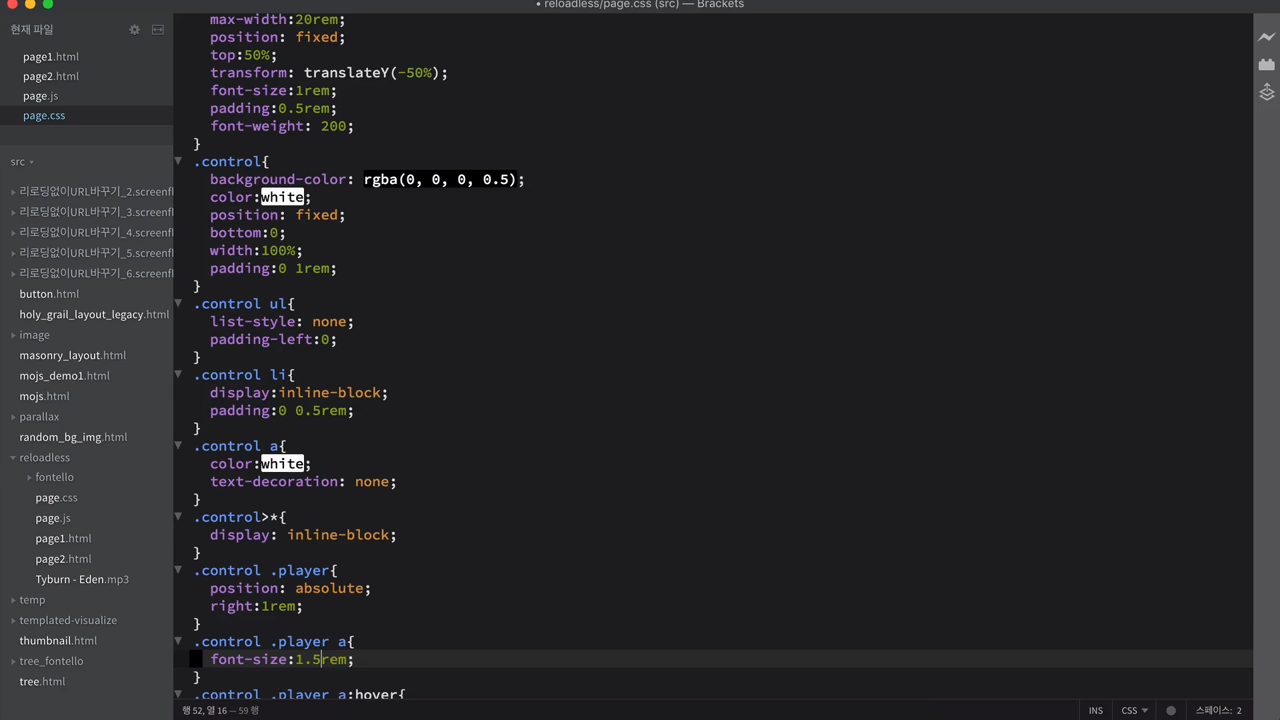 • reloadless/page.css (src) — Brackets
현재 파일
page1.html
page2.html
page.js
page.css
src
리로딩없이URL바꾸기_2.screenfl
리로딩없이URL바꾸기_3.screenfl
리로딩없이URL바꾸기_4.screenfl
리로딩없이URL바꾸기_5.screenfl
리로딩없이URL바꾸기_6.screenfl
button.html
holy_grail_layout_legacy.html
image
masonry_layout.html
mojs_demo1.html
mojs.html
parallax
random_bg_img.html
reloadless
fontello
page.css
page.js
page1.html
page2.html
Tyburn - Eden.mp3
temp
templated-visualize
thumbnail.html
tree_fontello
tree.html
max-width:20rem;
position: fixed;
top:50%;
transform: translateY(-50%);
font-size:1rem;
padding:0.5rem;
font-weight: 200;
}
.control{
background-color: rgba(0, 0, 0, 0.5);
color:white;
position: fixed;
bottom:0;
width:100%;
padding:0 1rem;
}
.control ul{
list-style: none;
padding-left:0;
}
.control li{
display:inline-block;
padding:0 0.5rem;
}
.control a{
color:white;
text-decoration: none;
}
.control>*{
display: inline-block;
}
.control .player{
position: absolute;
right:1rem;
}
.control .player a{
font-size:1.5rem;
}
.control .player a:hover{
행 52, 열 16 — 59 행
INS
CSS
스페이스: 2